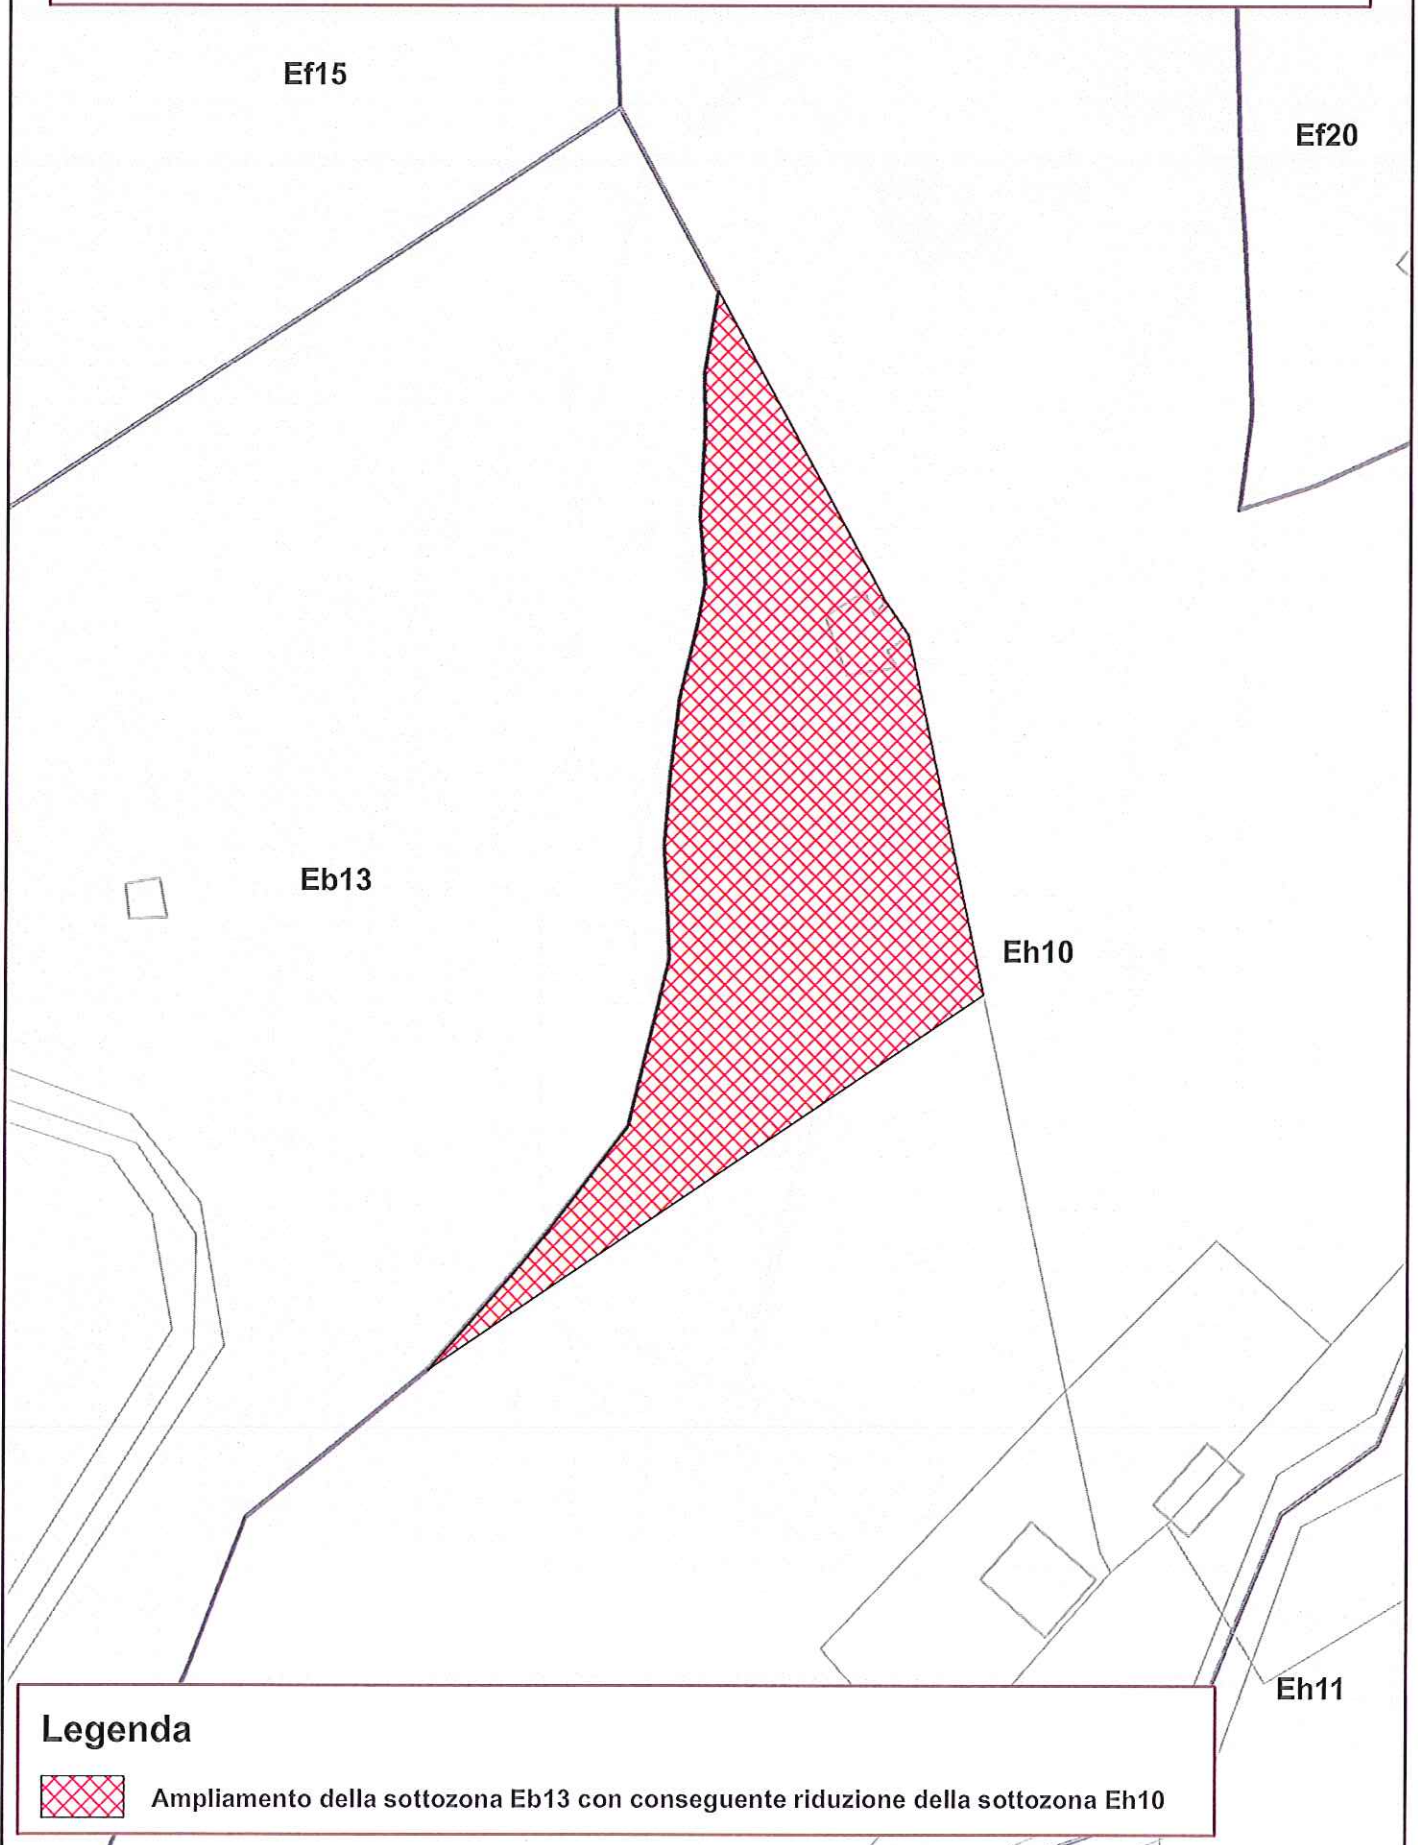 Ef15
Ef20
Eb13
Eh10
Eh11
Legenda
Ampliamento della sottozona Eb13 con conseguente riduzione della sottozona Eh10